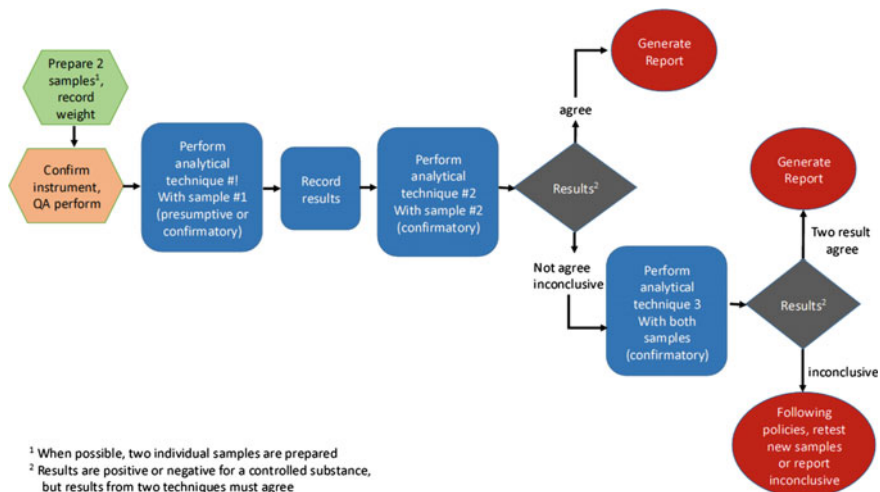 Prepare 2
samples¹,
record
weight
Confirm
instrument,
QA perform
Perform
analytical
technique #!
With sample #1
(presumptive or
confirmatory)
Record
results
Perform
analytical
technique #2
With sample #2
(confirmatory)
Results²
agree
Generate
Report
Not agree
inconclusive
Perform
analytical
technique 3
With both
samples
(confirmatory)
Results²
Two result
agree
Generate
Report
inconclusive
Following
policies, retest
new samples
or report
inconclusive
¹ When possible, two individual samples are prepared
² Results are positive or negative for a controlled substance,
but results from two techniques must agree